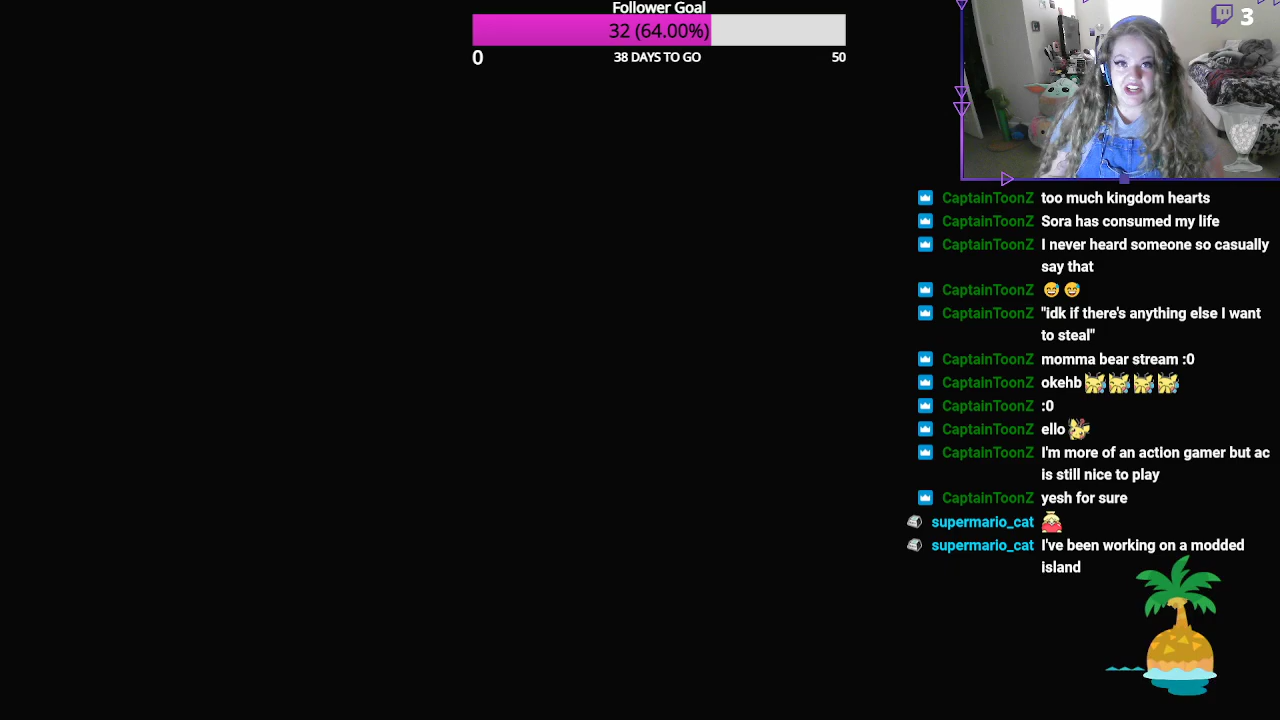 Follower Goal
32 (64.00%)
0
38 DAYS TO GO
50
3
CaptainToonZ too much kingdom hearts
CaptainToonZ Sora has consumed my life
CaptainToonZ I never heard someone so casually
say that
CaptainToonZ 😅 😅
CaptainToonZ "idk if there's anything else I want
to steal"
CaptainToonZ momma bear stream :0
CaptainToonZ okehb
CaptainToonZ :0
CaptainToonZ ello
CaptainToonZ I'm more of an action gamer but ac
is still nice to play
CaptainToonZ yesh for sure
supermario_cat
supermario_cat I've been working on a modded
island